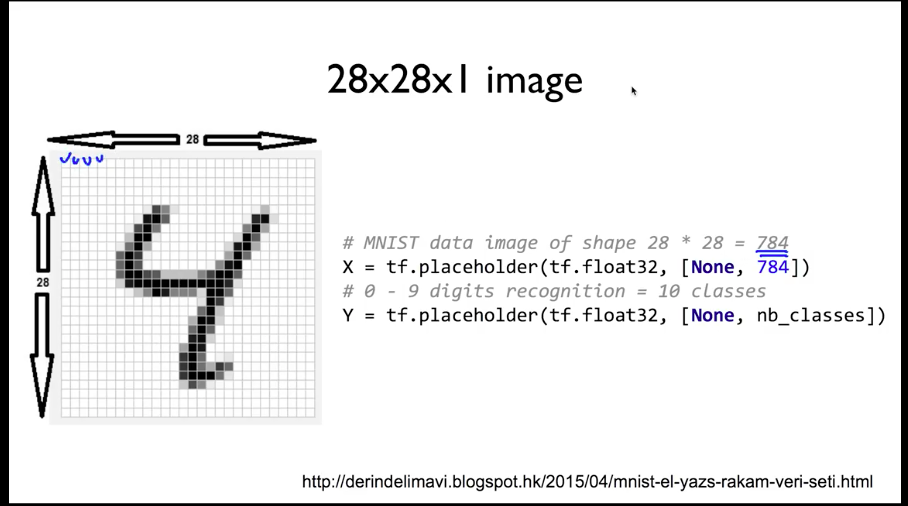 28x28x1 image
28
28
# MNIST data image of shape 28 * 28 = 784
X = tf.placeholder(tf.float32, [None, 784])
# 0 - 9 digits recognition = 10 classes
Y = tf.placeholder(tf.float32, [None, nb_classes])
http://derindelimavi.blogspot.hk/2015/04/mnist-el-yazs-rakam-veri-seti.html